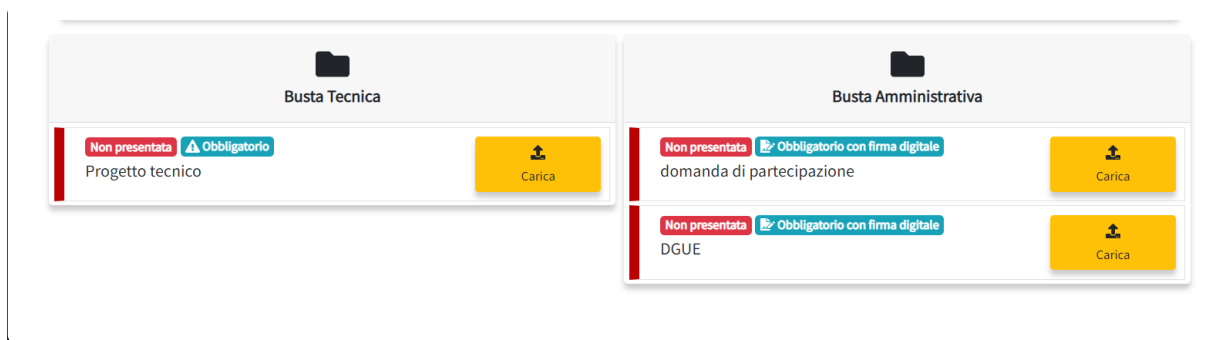 Busta Tecnica
Non presentata Obbligatorio
Progetto tecnico
Carica
Busta Amministrativa
Non presentata Obbligatorio con firma digitale
domanda di partecipazione
Carica
Non presentata Obbligatorio con firma digitale
DGUE
Carica